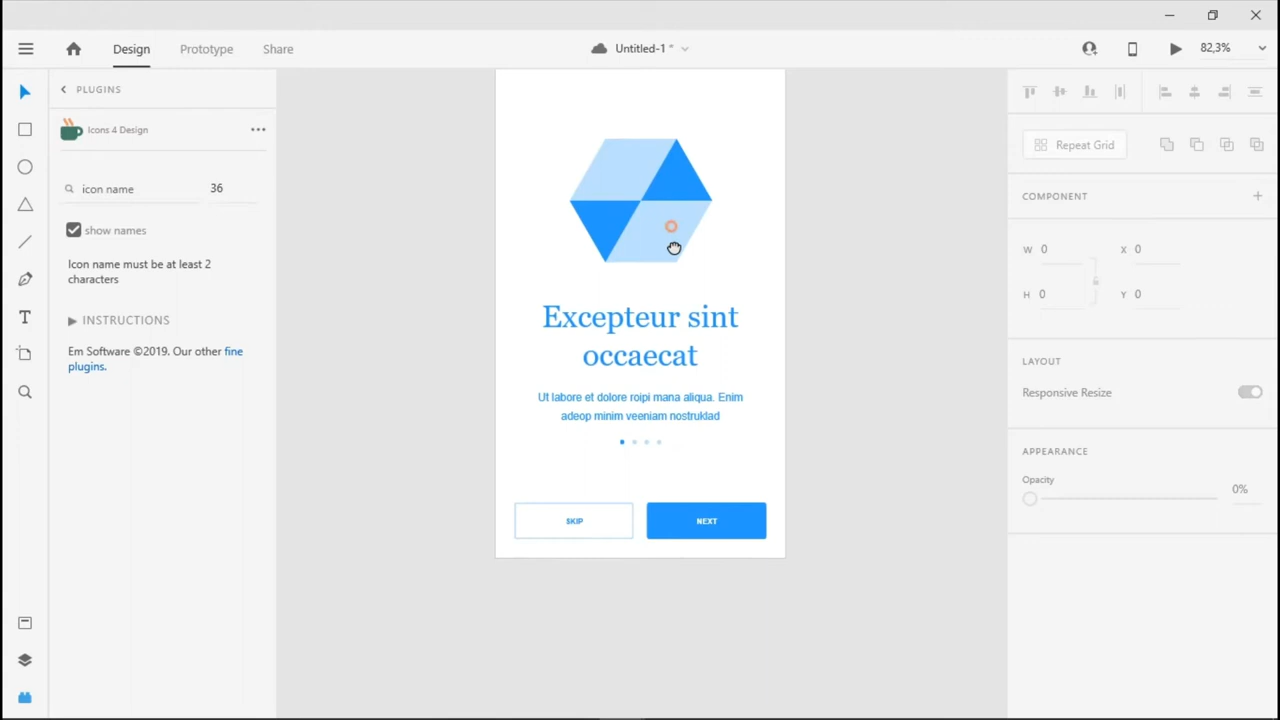 Design
Prototype
Share
Untitled-1 *
82,3%
PLUGINS
Icons 4 Design
icon name
36
show names
Icon name must be at least 2
characters
INSTRUCTIONS
Em Software ©2019. Our other fine
plugins.
Excepteur sint
occaecat
Ut labore et dolore roipi mana aliqua. Enim
adeop minim veeniam nostruklad
SKIP
NEXT
Repeat Grid
COMPONENT
W 0
X 0
H 0
Y 0
LAYOUT
Responsive Resize
APPEARANCE
Opacity
0%